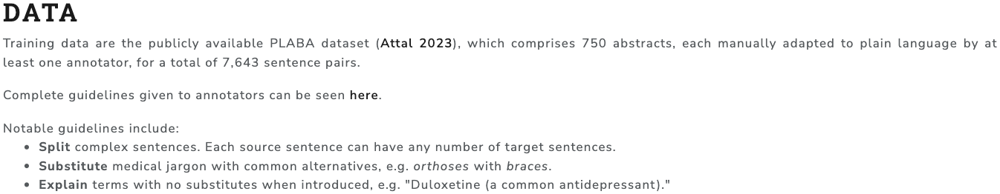 DATA
Training data are the publicly available PLABA dataset (Attal 2023), which comprises 750 abstracts, each manually adapted to plain language by at
least one annotator, for a total of 7,643 sentence pairs.
Complete guidelines given to annotators can be seen here.
Notable guidelines include:
• Split complex sentences. Each source sentence can have any number of target sentences.
• Substitute medical jargon with common alternatives, e.g. orthoses with braces.
• Explain terms with no substitutes when introduced, e.g. "Duloxetine (a common antidepressant)."